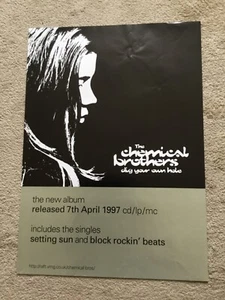 The
chemical
brothers
dig your own hole
the new album
released 7th April 1997 cd/lp/mc
includes the singles
setting sun and block rockin' beats